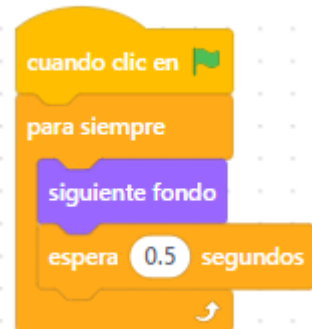 cuando clic en
para siempre
siguiente fondo
espera 0.5 segundos